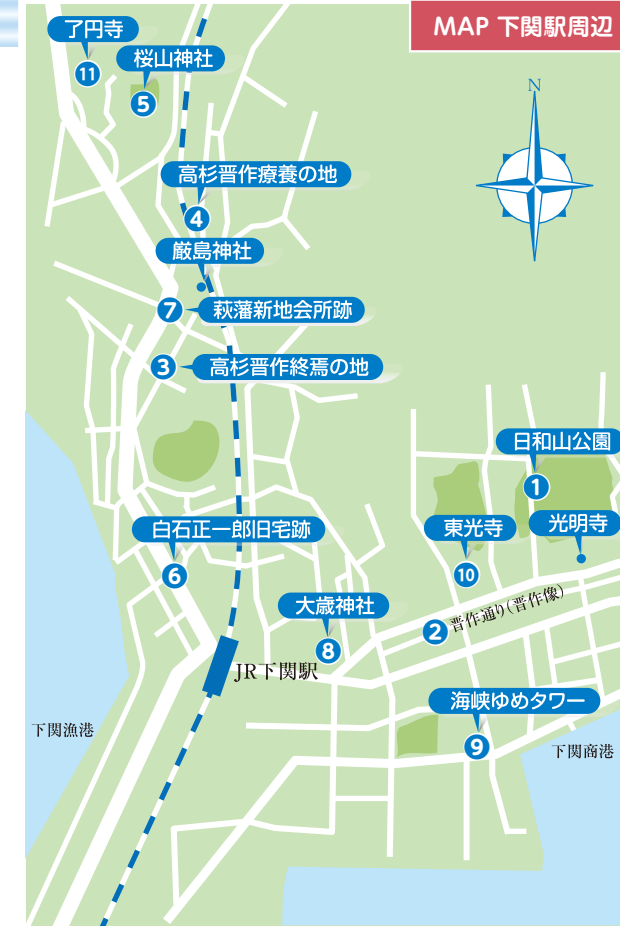 MAP 下関駅周辺
N
了円寺
11
桜山神社
5
高杉晋作療養の地
4
厳島神社
7 萩藩新地会所跡
3 高杉晋作終焉の地
日和山公園
1
白石正一郎旧宅跡
6
東光寺
10
光明寺
大歳神社
8
2 晋作通り(晋作像)
JR下関駅
海峡ゆめタワー
9
下関漁港
下関商港